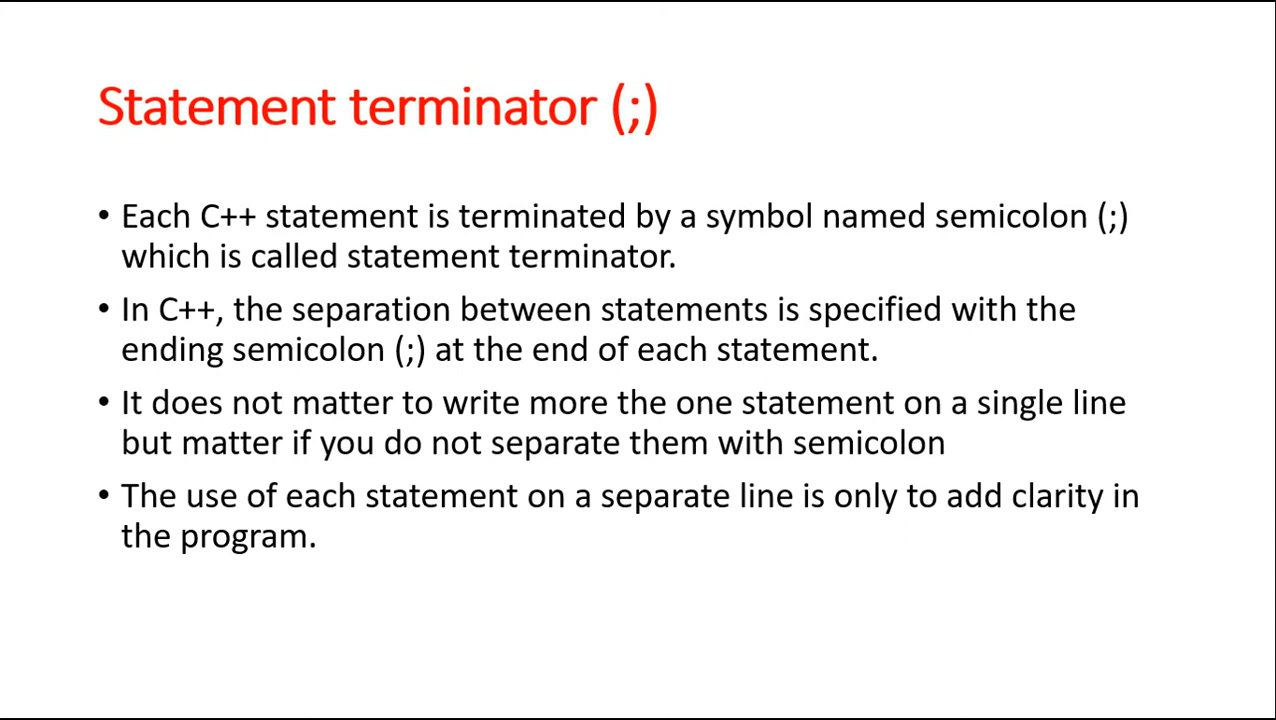 Statement terminator (;)
• Each C++ statement is terminated by a symbol named semicolon (;)
which is called statement terminator.
• In C++, the separation between statements is specified with the
ending semicolon (;) at the end of each statement.
• It does not matter to write more the one statement on a single line
but matter if you do not separate them with semicolon
• The use of each statement on a separate line is only to add clarity in
the program.